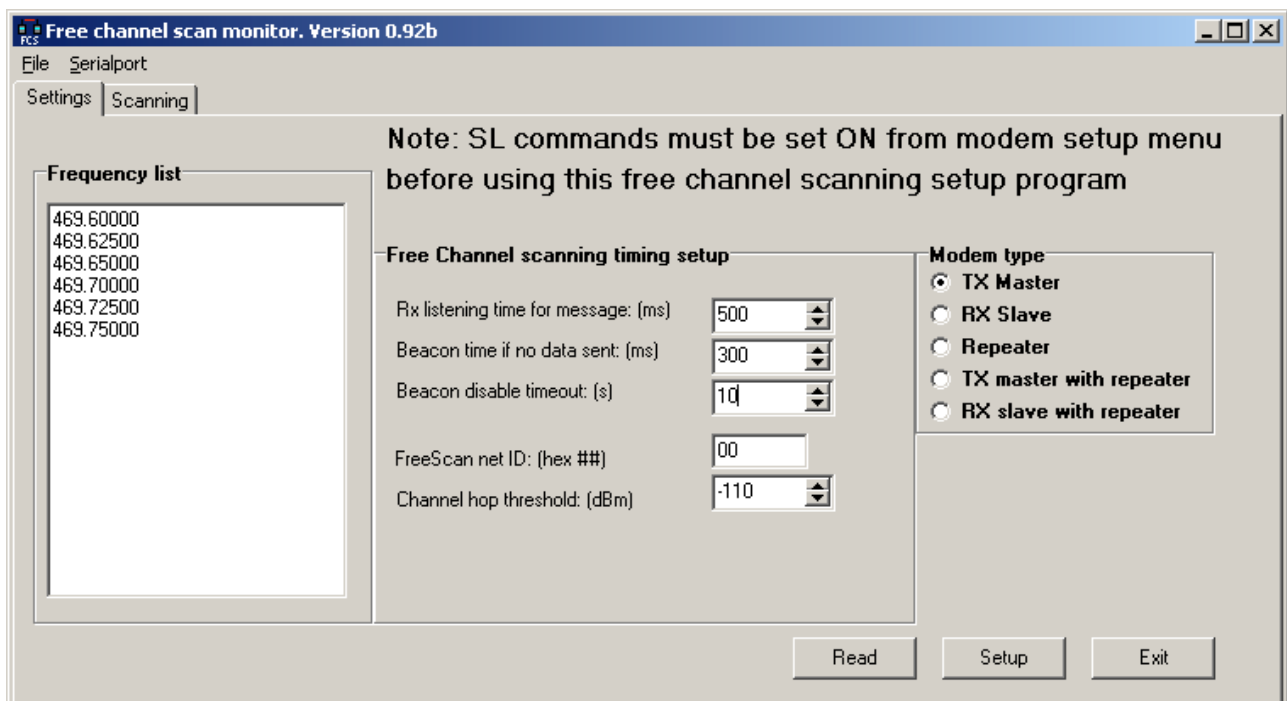 FCS
Free channel scan monitor. Version 0.92b
File Serialport
Settings Scanning
Note: SL commands must be set ON from modem setup menu
before using this free channel scanning setup program
Frequency list
469.60000
469.62500
469.65000
469.70000
469.72500
469.75000
Free Channel scanning timing setup
Rx listening time for message: (ms) 500
Beacon time if no data sent: (ms) 300
Beacon disable timeout: (s) 10
FreeScan net ID: (hex ##) 00
Channel hop threshold: (dBm) -110
Modem type
TX Master
RX Slave
Repeater
TX master with repeater
RX slave with repeater
Read Setup Exit